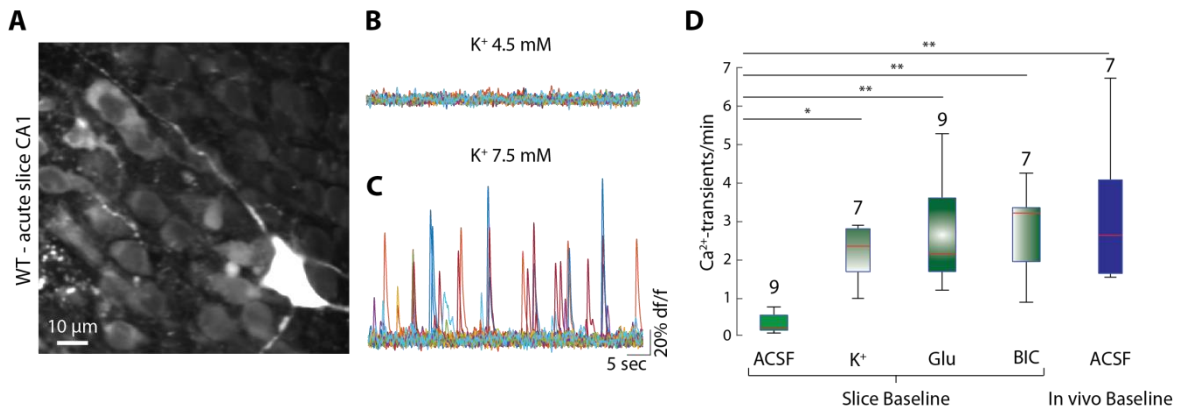 A
WT - acute slice CA1
10 µm
B
K⁺ 4.5 mM
K⁺ 7.5 mM
C
20% df/f
5 sec
D
**
7
**
**
9
*
7
7
9
Ca²⁺-transients/min
7
6
5
4
3
2
1
0
ACSF
K⁺
Glu
BIC
ACSF
Slice Baseline
In vivo Baseline